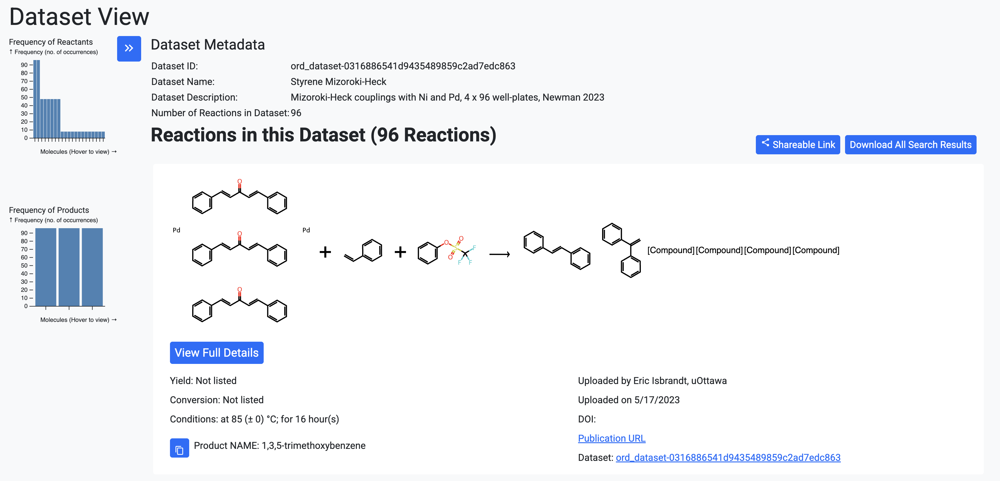 Dataset View
Frequency of Reactants
↑ Frequency (no. of occurrences)
90
80
70
60
50
40
30
20
10
0
Molecules (Hover to view) →
Frequency of Products
↑ Frequency (no. of occurrences)
90
80
70
60
50
40
30
20
10
0
Molecules (Hover to view) →
Dataset Metadata
Dataset ID: ord_dataset-0316886541d9435489859c2ad7edc863
Dataset Name: Styrene Mizoroki-Heck
Dataset Description: Mizoroki-Heck couplings with Ni and Pd, 4 x 96 well-plates, Newman 2023
Number of Reactions in Dataset: 96
Reactions in this Dataset (96 Reactions)
Shareable Link
Download All Search Results
O
Pd
O
Pd
O
+
+
O
O
S
O
F
F
F
[Compound][Compound][Compound][Compound]
View Full Details
Yield: Not listed
Conversion: Not listed
Conditions: at 85 (± 0) °C; for 16 hour(s)
Product NAME: 1,3,5-trimethoxybenzene
Uploaded by Eric Isbrandt, uOttawa
Uploaded on 5/17/2023
DOI:
Publication URL
Dataset: ord_dataset-0316886541d9435489859c2ad7edc863